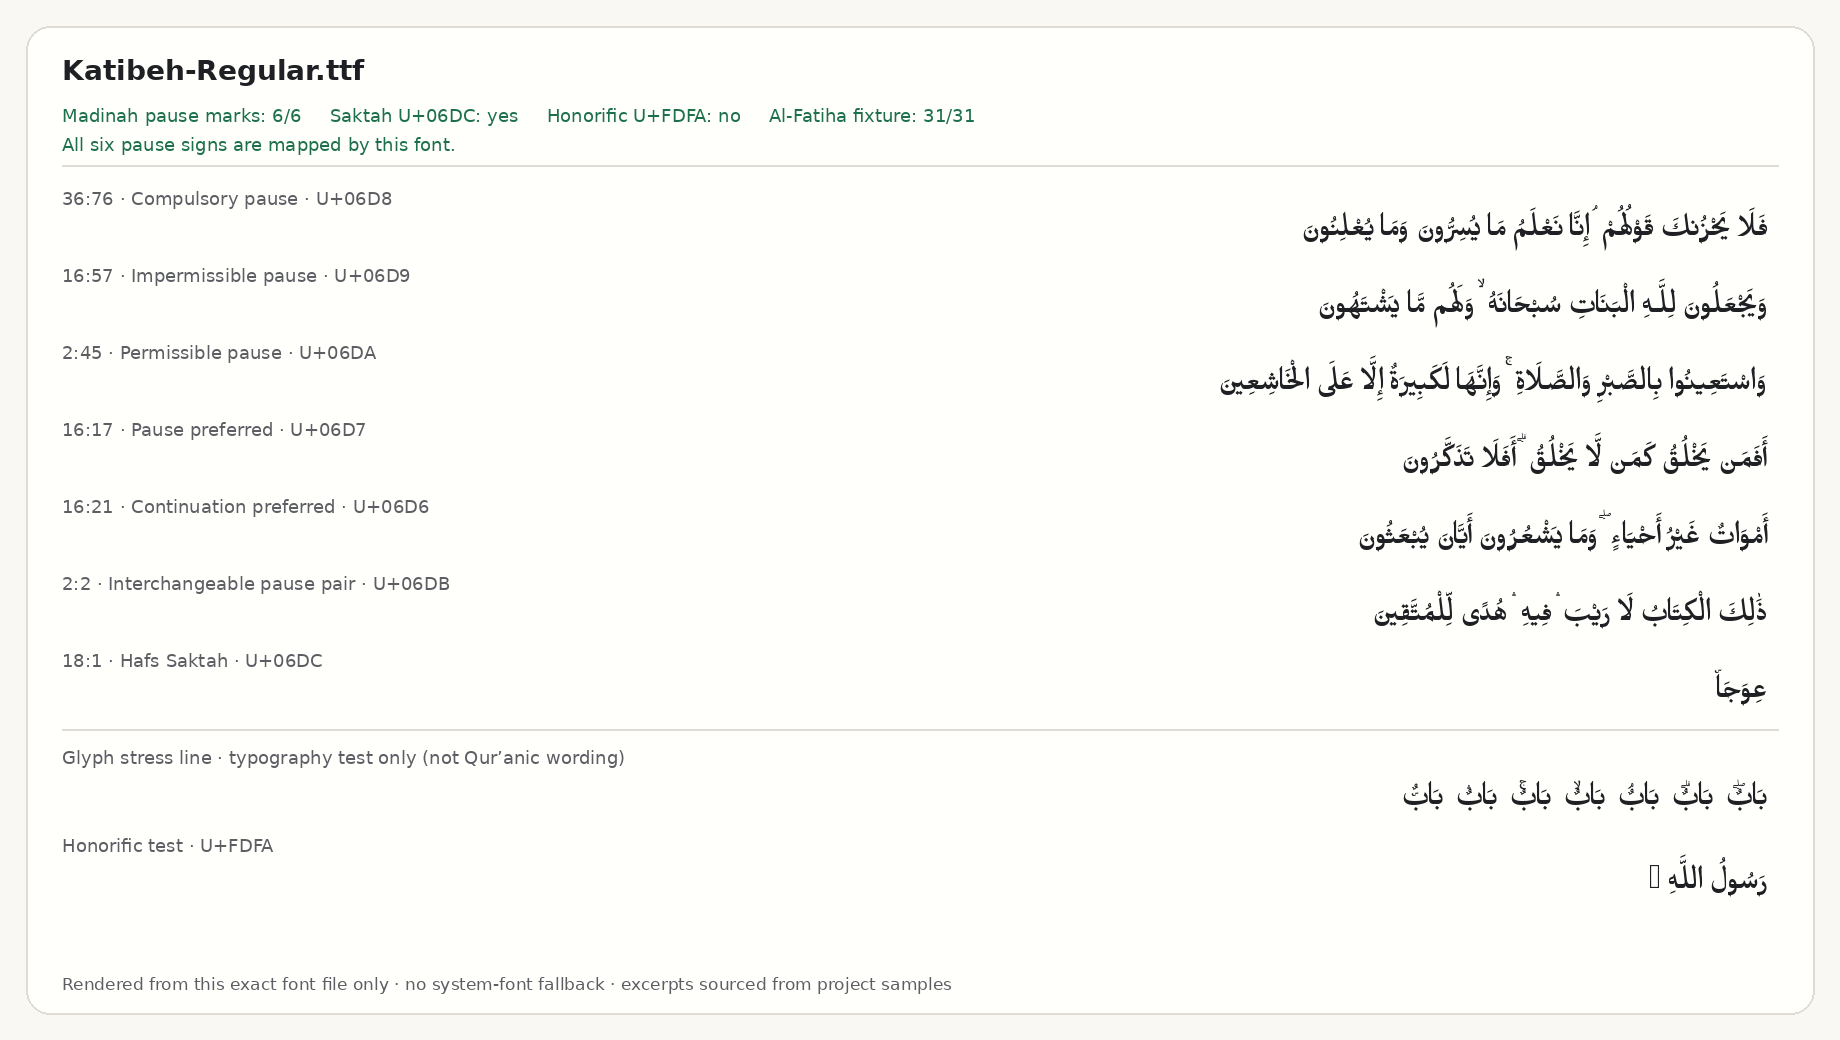 Katibeh-Regular.ttf
Madinah pause marks: 6/6 Saktah U+06DC: yes Honorific U+FDFA: no Al-Fatiha fixture: 31/31
All six pause signs are mapped by this font.
36:76 · Compulsory pause · U+06D8
فَلَا يَحْزُنكَ قَوْلُهُمْ ۘ إِنَّا نَعْلَمُ مَا يُسِرُّونَ وَمَا يُعْلِنُونَ
16:57 · Impermissible pause · U+06D9
وَيَجْعَلُونَ لِلَّـهِ الْبَنَاتِ سُبْحَانَهُ ۙ وَلَهُم مَّا يَشْتَهُونَ
2:45 · Permissible pause · U+06DA
وَاسْتَعِينُوا بِالصَّبْرِ وَالصَّلَاةِ ۚ وَإِنَّهَا لَكَبِيرَةٌ إِلَّا عَلَى الْخَاشِعِينَ
16:17 · Pause preferred · U+06D7
أَفَمَن يَخْلُقُ كَمَن لَّا يَخْلُقُ ۗ أَفَلَا تَذَكَّرُونَ
16:21 · Continuation preferred · U+06D6
أَمْوَاتٌ غَيْرُ أَحْيَاءٍ ۖ وَمَا يَشْعُرُونَ أَيَّانَ يُبْعَثُونَ
2:2 · Interchangeable pause pair · U+06DB
ذَٰلِكَ الْكِتَابُ لَا رَيْبَ ۛ فِيهِ ۛ هُدًى لِّلْمُتَّقِينَ
18:1 · Hafs Saktah · U+06DC
عِوَجَاۜ
Glyph stress line · typography test only (not Qur’anic wording)
بَابٌۖ بَابٌۗ بَابٌۘ بَابٌۙ بَابٌۚ بَابٌۛ بَابٌۜ
Honorific test · U+FDFA
رَسُولُ اللَّهِ
Rendered from this exact font file only · no system-font fallback · excerpts sourced from project samples